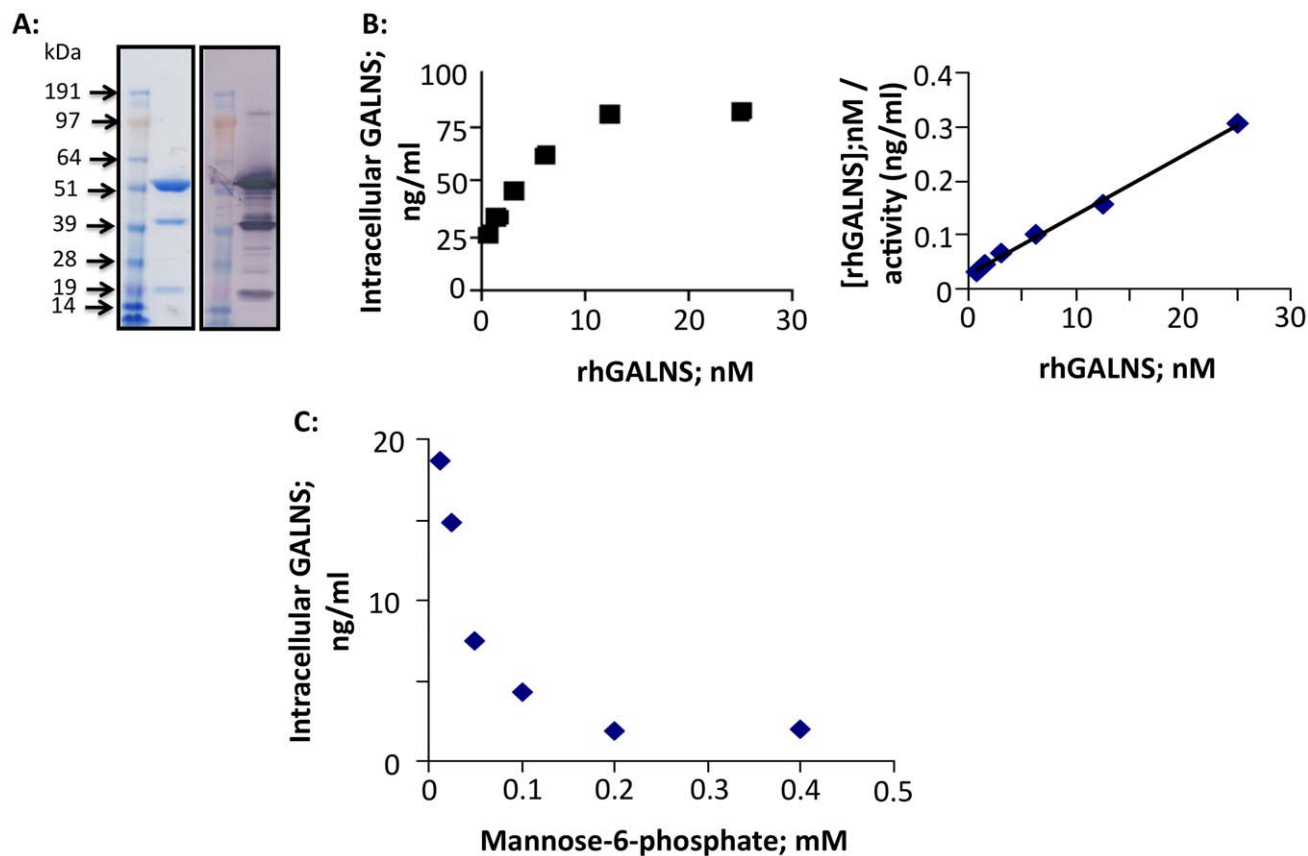 A:
kDa
191
97
64
51
39
28
19
14
B:
Intracellular GALNS;
ng/ml
100
75
50
25
0
0 10 20 30
rhGALNS; nM
[rhGALNS];nM /
activity (ng/ml)
0.4
0.3
0.2
0.1
0
0 10 20 30
rhGALNS; nM
C:
Intracellular GALNS;
ng/ml
20
10
0
0 0.1 0.2 0.3 0.4 0.5
Mannose-6-phosphate; mM